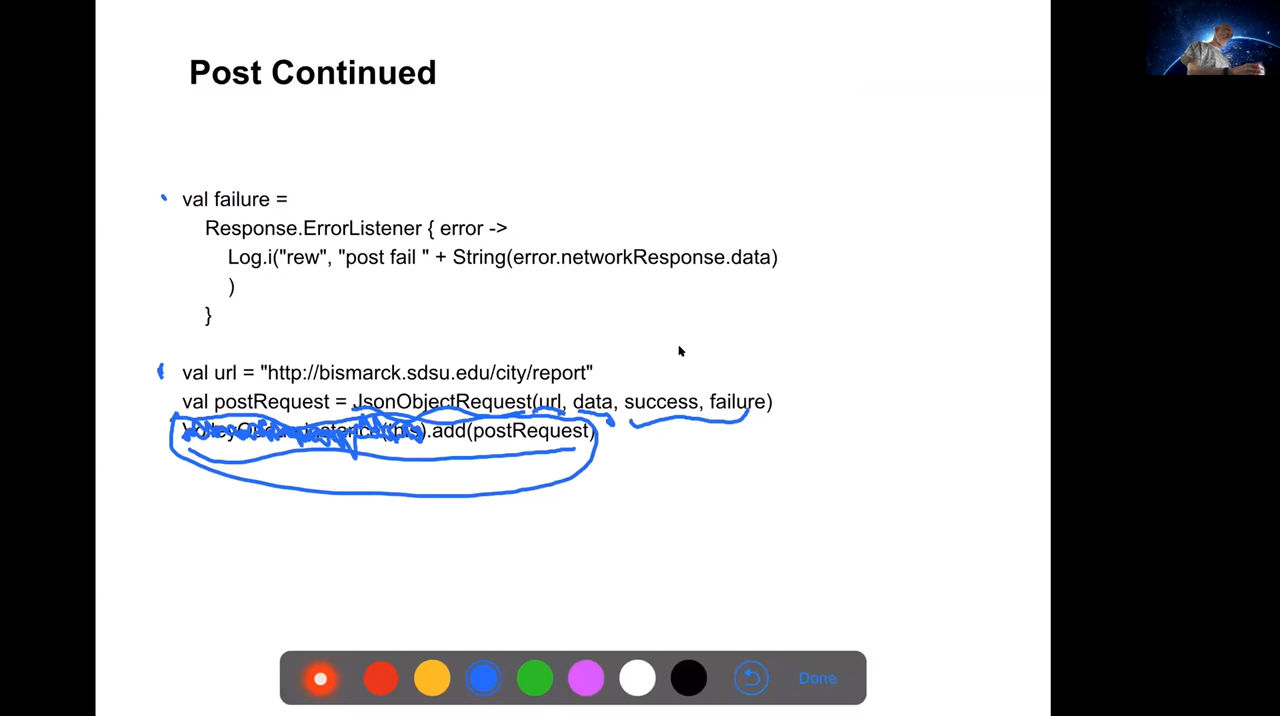 Post Continued
val failure =
Response.ErrorListener { error ->
Log.i("rew", "post fail " + String(error.networkResponse.data)
)
}
val url = "http://bismarck.sdsu.edu/city/report"
val postRequest = JsonObjectRequest(url, data, success, failure)
.add(postRequest)
Done